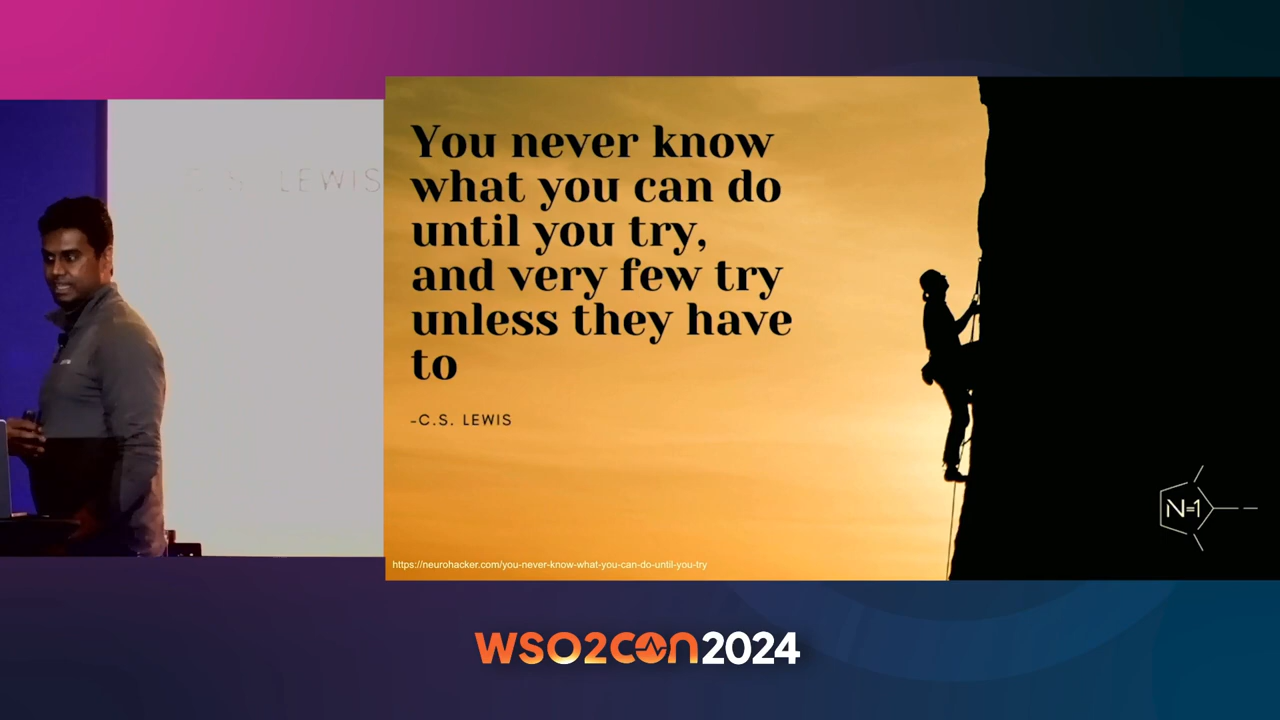 C S LEWIS
You never know
what you can do
until you try,
and very few try
unless they have
to
-C.S. LEWIS
N=1
https://neurohacker.com/you-never-know-what-you-can-do-until-you-try
WSO2CON2024